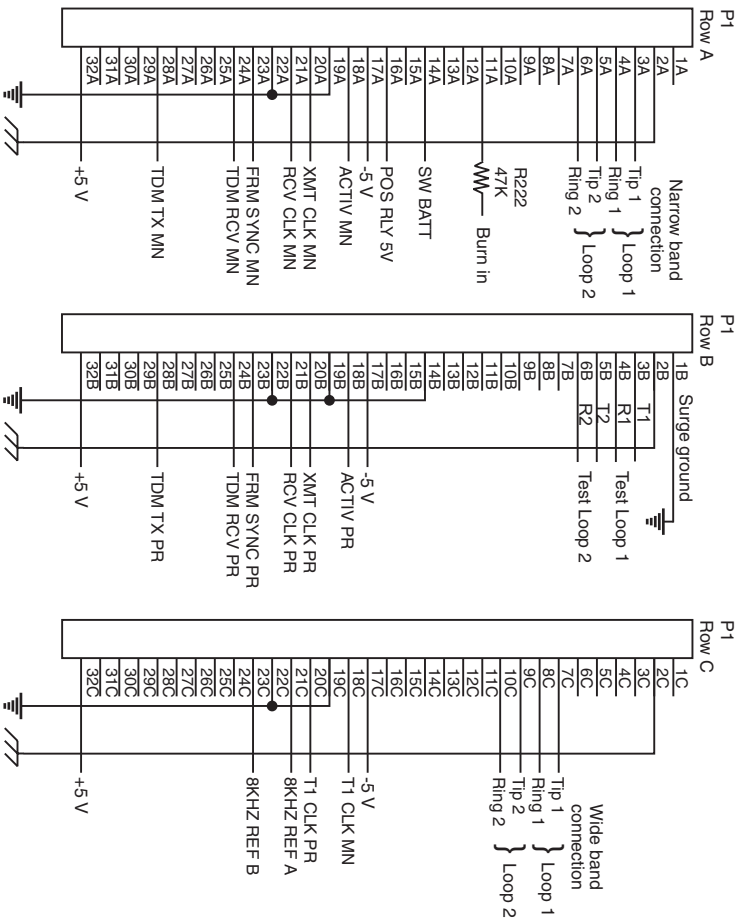 P1
Row A
1A
2A
3A
4A
5A
6A
7A
8A
9A
10A
11A
12A
13A
14A
15A
16A
17A
18A
19A
20A
21A
22A
23A
24A
25A
26A
27A
28A
29A
30A
31A
32A
Narrow band
connection
Tip 1
Ring 1
Loop 1
Tip 2
Ring 2
Loop 2
R222
47K
Burn in
SW BATT
POS RLY 5V
-5 V
ACTIV MN
XMT CLK MN
RCV CLK MN
FRM SYNC MN
TDM RCV MN
TDM TX MN
+5 V
P1
Row B
1B
2B
3B
4B
5B
6B
7B
8B
9B
10B
11B
12B
13B
14B
15B
16B
17B
18B
19B
20B
21B
22B
23B
24B
25B
26B
27B
28B
29B
30B
31B
32B
Surge ground
T1
R1
Test Loop 1
T2
R2
Test Loop 2
-5 V
ACTIV PR
XMT CLK PR
RCV CLK PR
FRM SYNC PR
TDM RCV PR
TDM TX PR
+5 V
P1
Row C
1C
2C
3C
4C
5C
6C
7C
8C
9C
10C
11C
12C
13C
14C
15C
16C
17C
18C
19C
20C
21C
22C
23C
24C
25C
26C
27C
28C
29C
30C
31C
32C
Wide band
connection
Tip 1
Ring 1
Loop 1
Tip 2
Ring 2
Loop 2
-5 V
T1 CLK MN
T1 CLK PR
8KHZ REF A
8KHZ REF B
+5 V